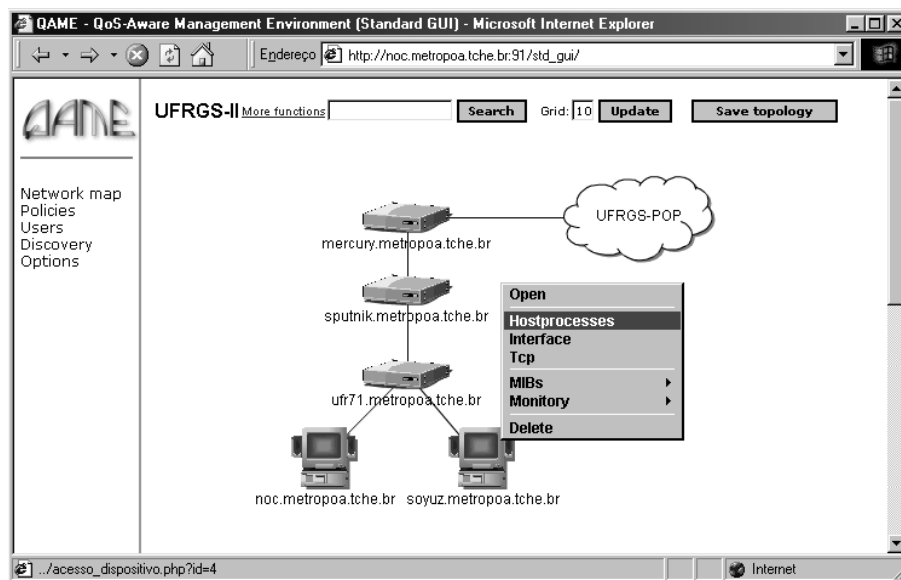 QAME - QoS-Aware Management Environment (Standard GUI) - Microsoft Internet Explorer
Endereço http://noc.metropoa.tche.br:91/std_gui/
QAME
UFRGS-II More functions Search Grid: 10 Update Save topology
Network map
Policies
Users
Discovery
Options
UFRGS-POP
mercury.metropoa.tche.br
sputnik.metropoa.tche.br
ufr71.metropoa.tche.br
noc.metropoa.tche.br soyuz.metropoa.tche.br
Open
Hostprocesses
Interface
Tcp
MIBs
Monitory
Delete
../acesso_dispositivo.php?id=4 Internet